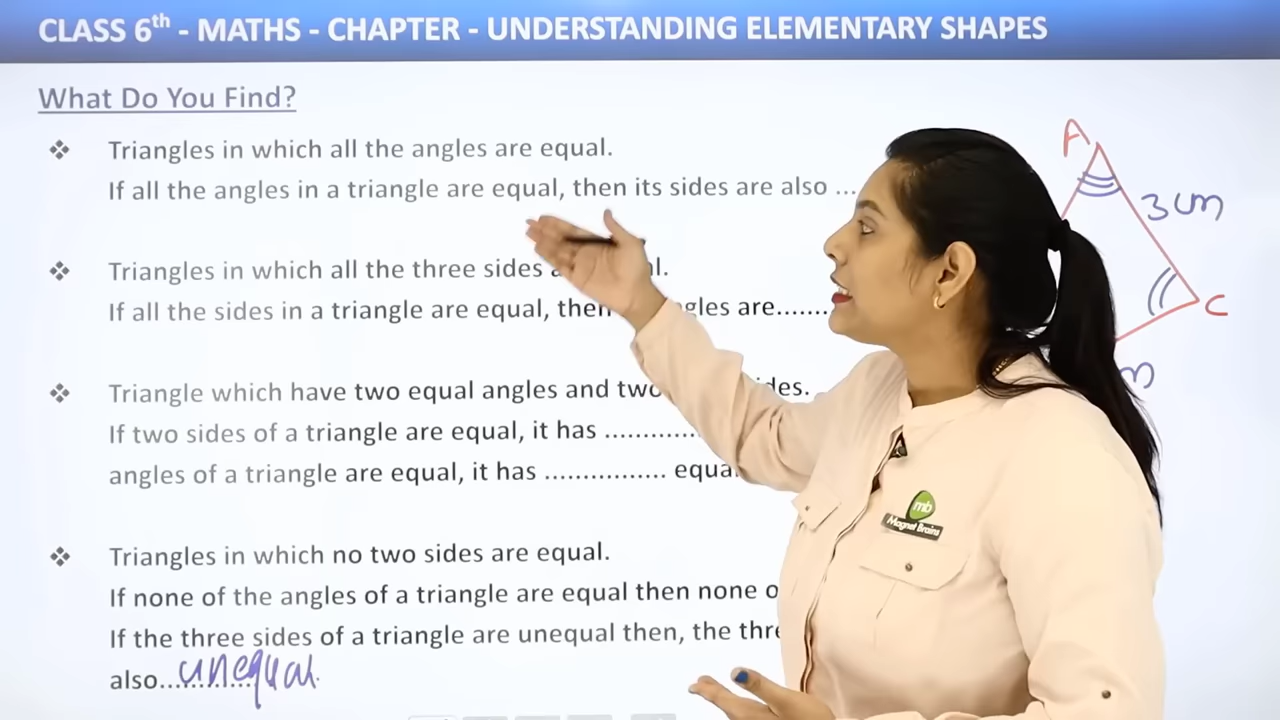 CLASS 6th - MATHS - CHAPTER - UNDERSTANDING ELEMENTARY SHAPES
What Do You Find?
❖ Triangles in which all the angles are equal.
If all the angles in a triangle are equal, then its sides are also ...
❖ Triangles in which all the three sides
If all the sides in a triangle are equal, then are.......
❖ Triangle which have two equal angles and
If two sides of a triangle are equal, it has ............
angles of a triangle are equal, it has ................
❖ Triangles in which no two sides are equal.
If none of the angles of a triangle are equal then none
If the three sides of a triangle are unequal then, the
also...unequal.
A
3 cm
C
mb
Magnet Brains